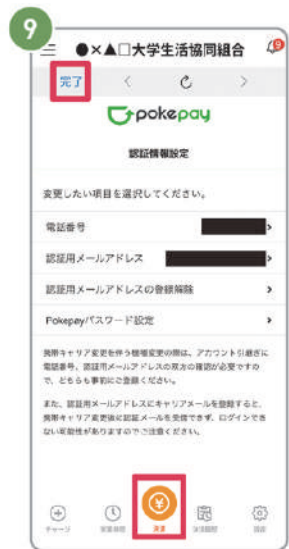 9
●×▲□大学生活協同組合
完了
pokepay
認証情報設定
変更したい項目を選択してください。
電話番号
認証用メールアドレス
認証用メールアドレスの登録解除
Pokepayパスワード設定
携帯キャリア変更を伴う機種変更の際は、アカウント引継ぎに
電話番号、認証用メールアドレスの双方の確認が必要ですの
で、どちらも事前にご登録ください。
また、認証用メールアドレスにキャリアメールを登録すると、
携帯キャリア変更後に認証メールを受信できず、ログインでき
ない可能性がありますのでご注意ください。
チャージ
決済
設定